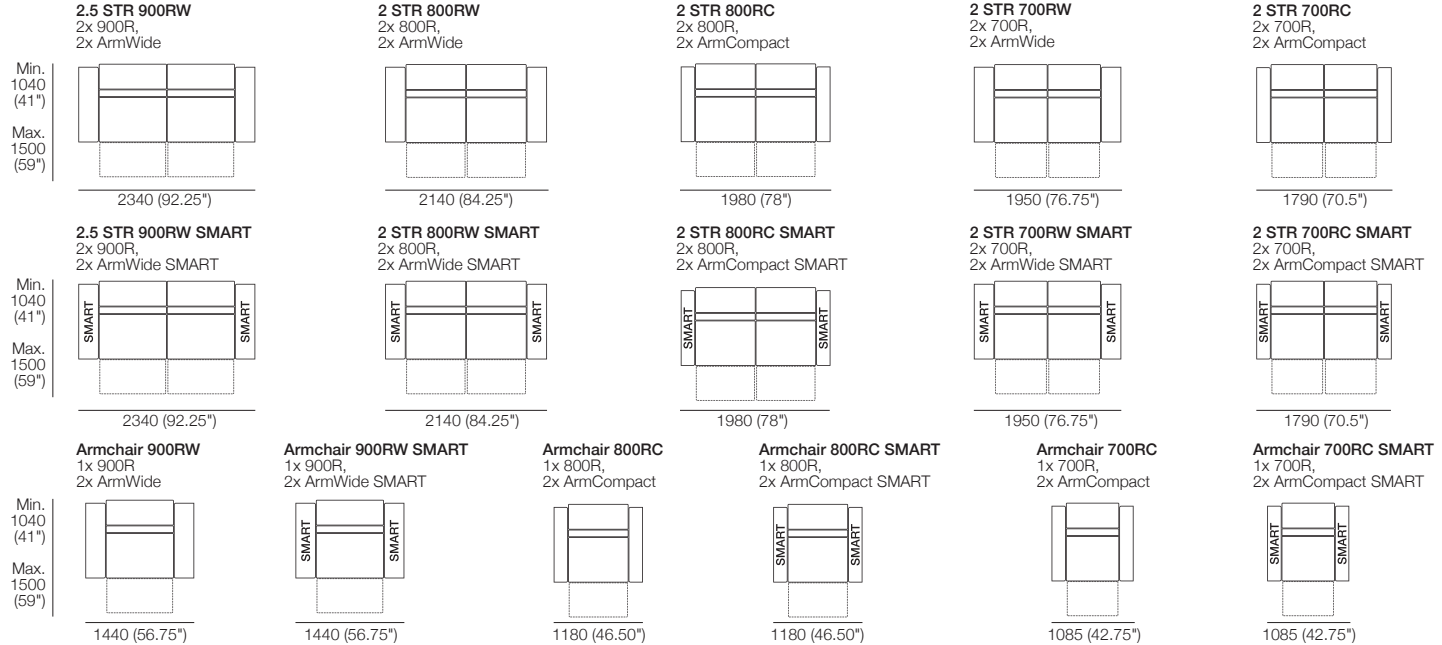 2.5 STR 900RW
2x 900R,
2x ArmWide
2 STR 800RW
2x 800R,
2x ArmWide
2 STR 800RC
2x 800R,
2x ArmCompact
2 STR 700RW
2x 700R,
2x ArmWide
2 STR 700RC
2x 700R,
2x ArmCompact
Min.
1040
(41")
Max.
1500
(59")
2340 (92.25")
2140 (84.25")
1980 (78")
1950 (76.75")
1790 (70.5")
2.5 STR 900RW SMART
2x 900R,
2x ArmWide SMART
2 STR 800RW SMART
2x 800R,
2x ArmWide SMART
2 STR 800RC SMART
2x 800R,
2x ArmCompact SMART
2 STR 700RW SMART
2x 700R,
2x ArmWide SMART
2 STR 700RC SMART
2x 700R,
2x ArmCompact SMART
Min.
1040
(41")
Max.
1500
(59")
SMART
SMART
SMART
SMART
SMART
SMART
SMART
SMART
SMART
SMART
2340 (92.25")
2140 (84.25")
1980 (78")
1950 (76.75")
1790 (70.5")
Armchair 900RW
1x 900R,
2x ArmWide
Armchair 900RW SMART
1x 900R,
2x ArmWide SMART
Armchair 800RC
1x 800R,
2x ArmCompact
Armchair 800RC SMART
1x 800R,
2x ArmCompact SMART
Armchair 700RC
1x 700R,
2x ArmCompact
Armchair 700RC SMART
1x 700R,
2x ArmCompact SMART
Min.
1040
(41")
Max.
1500
(59")
SMART
SMART
SMART
SMART
SMART
SMART
1440 (56.75")
1440 (56.75")
1180 (46.50")
1180 (46.50")
1085 (42.75")
1085 (42.75")